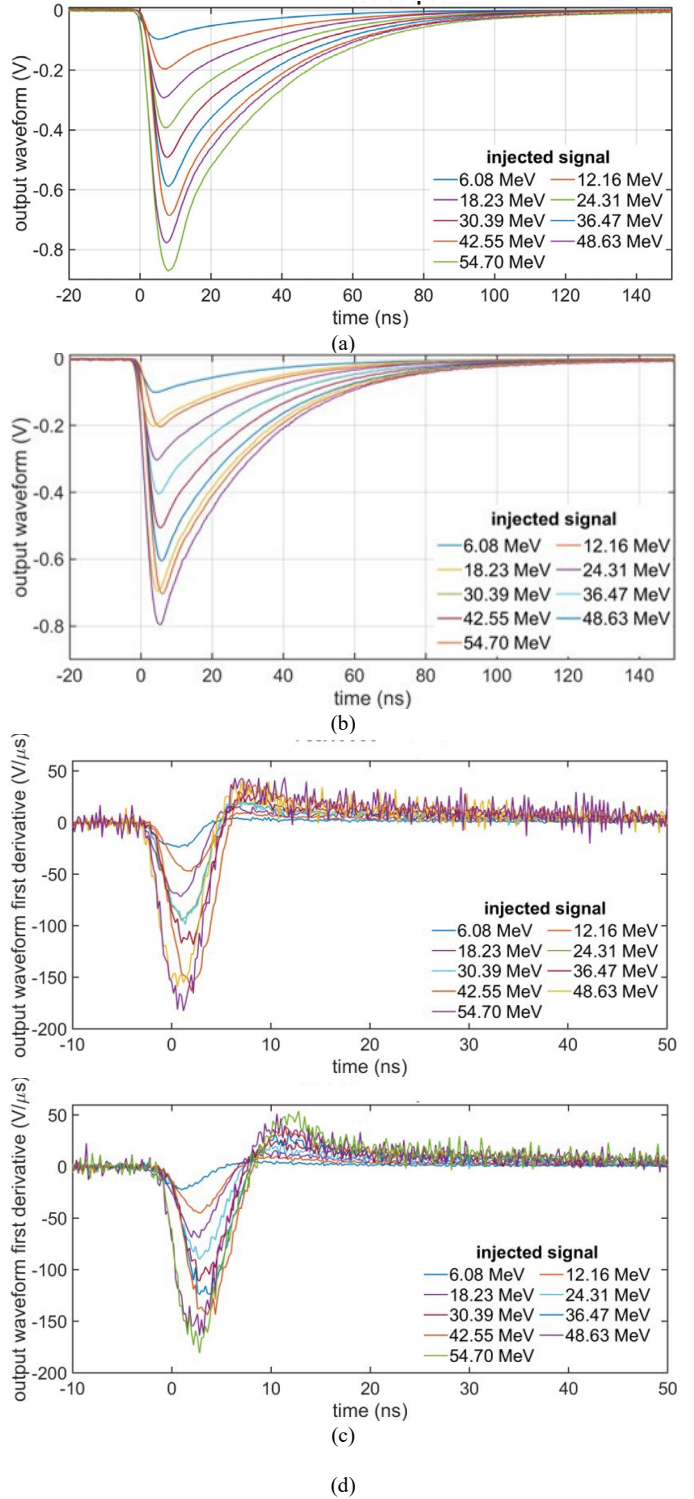 0
-0.2
-0.4
-0.6
-0.8
output waveform (V)
injected signal
6.08 MeV 12.16 MeV
18.23 MeV 24.31 MeV
30.39 MeV 36.47 MeV
42.55 MeV 48.63 MeV
54.70 MeV
-20 0 20 40 60 80 100 120 140
time (ns)
(a)
0
-0.2
-0.4
-0.6
-0.8
output waveform (V)
injected signal
6.08 MeV 12.16 MeV
18.23 MeV 24.31 MeV
30.39 MeV 36.47 MeV
42.55 MeV 48.63 MeV
54.70 MeV
-20 0 20 40 60 80 100 120 140
time (ns)
(b)
50
0
-50
-100
-150
-200
output waveform first derivative (V/μs)
injected signal
6.08 MeV 12.16 MeV
18.23 MeV 24.31 MeV
30.39 MeV 36.47 MeV
42.55 MeV 48.63 MeV
54.70 MeV
-10 0 10 20 30 40 50
time (ns)
50
0
-50
-100
-150
-200
output waveform first derivative (V/μs)
injected signal
6.08 MeV 12.16 MeV
18.23 MeV 24.31 MeV
30.39 MeV 36.47 MeV
42.55 MeV 48.63 MeV
54.70 MeV
-10 0 10 20 30 40 50
time (ns)
(c)
(d)